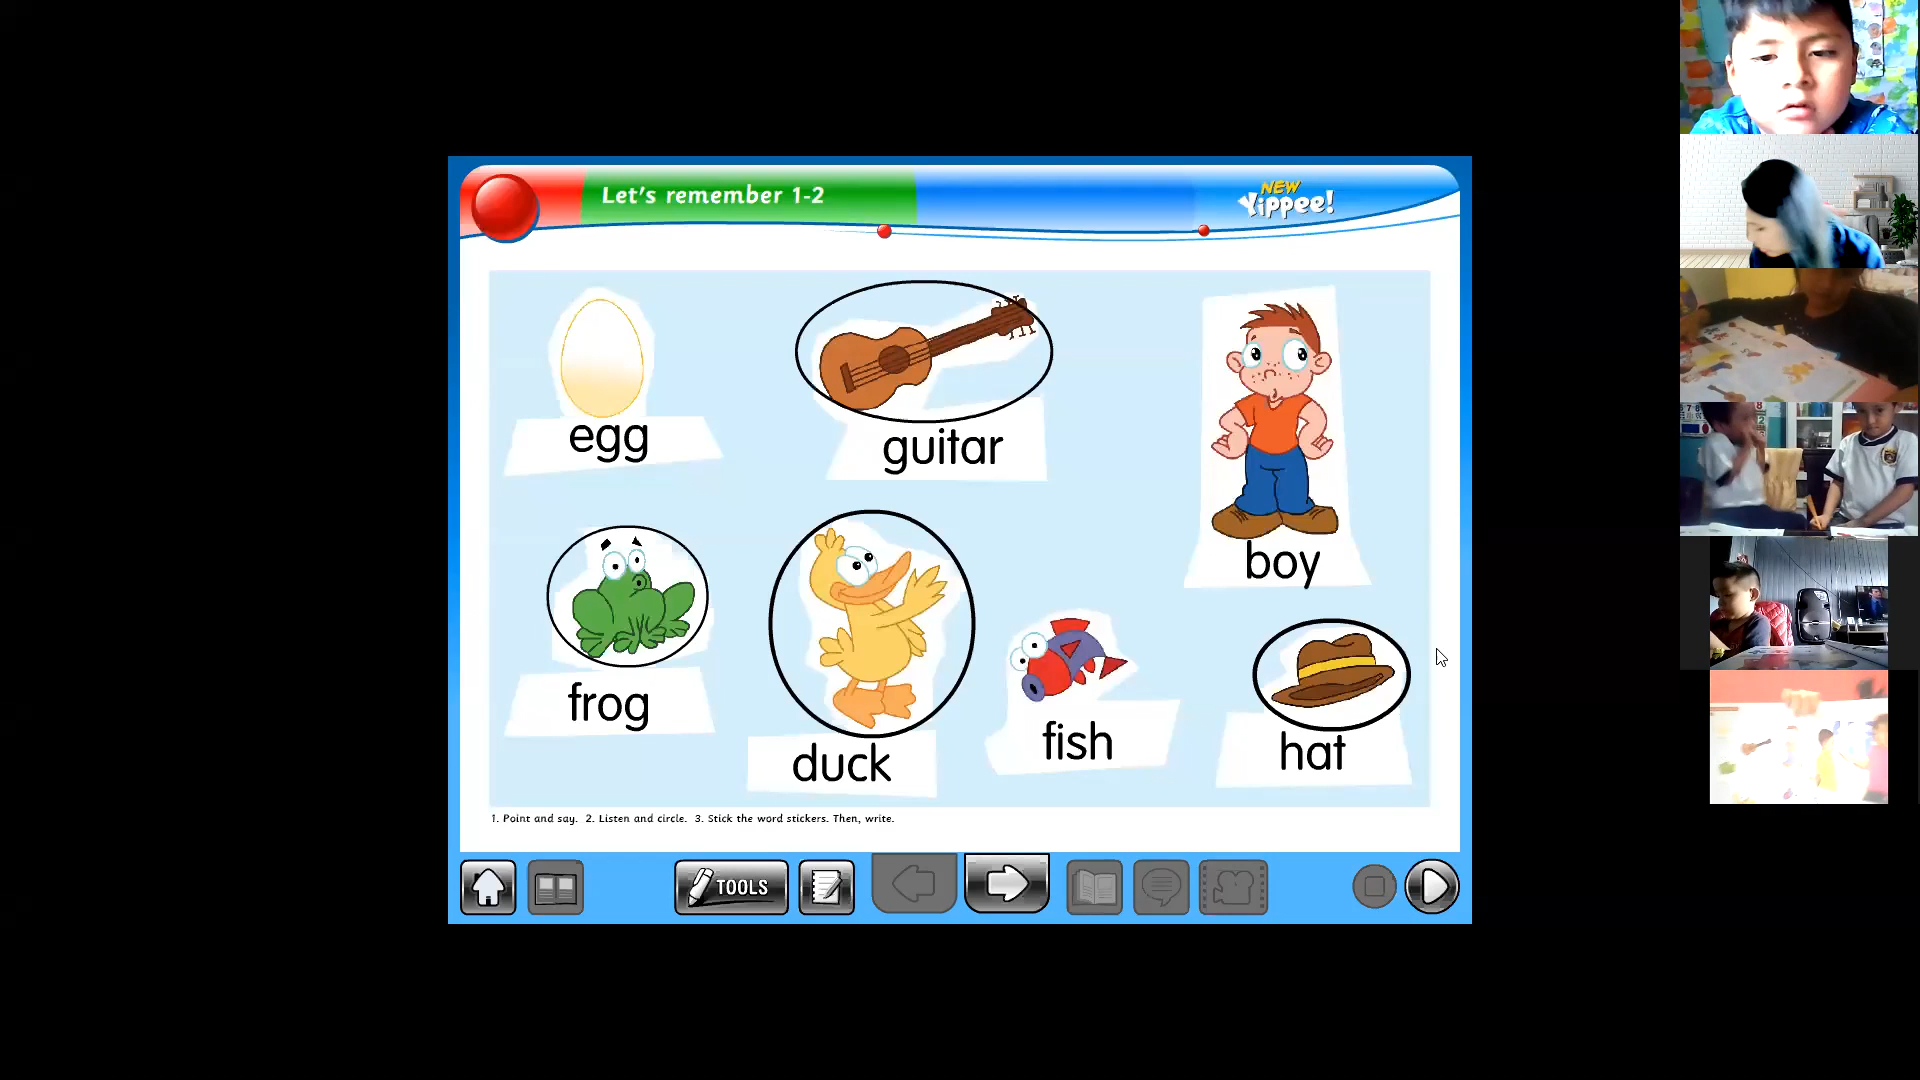 Let's remember 1-2
NEW
Yippee!
egg
guitar
boy
frog
duck
fish
hat
1. Point and say. 2. Listen and circle. 3. Stick the word stickers. Then, write.
TOOLS